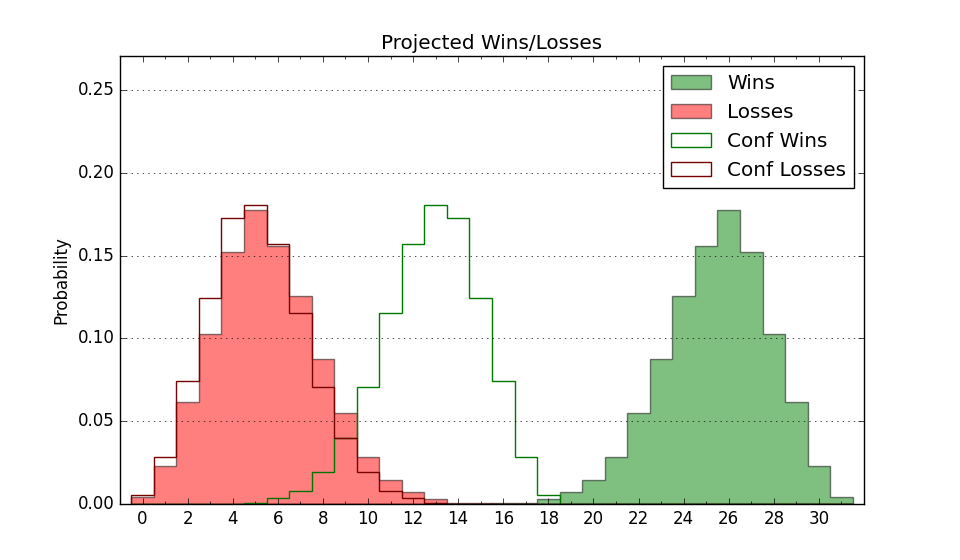 Projected Wins/Losses
Probability
0.25
0.20
0.15
0.10
0.05
0.00
0 2 4 6 8 10 12 14 16 18 20 22 24 26 28 30
Wins
Losses
Conf Wins
Conf Losses